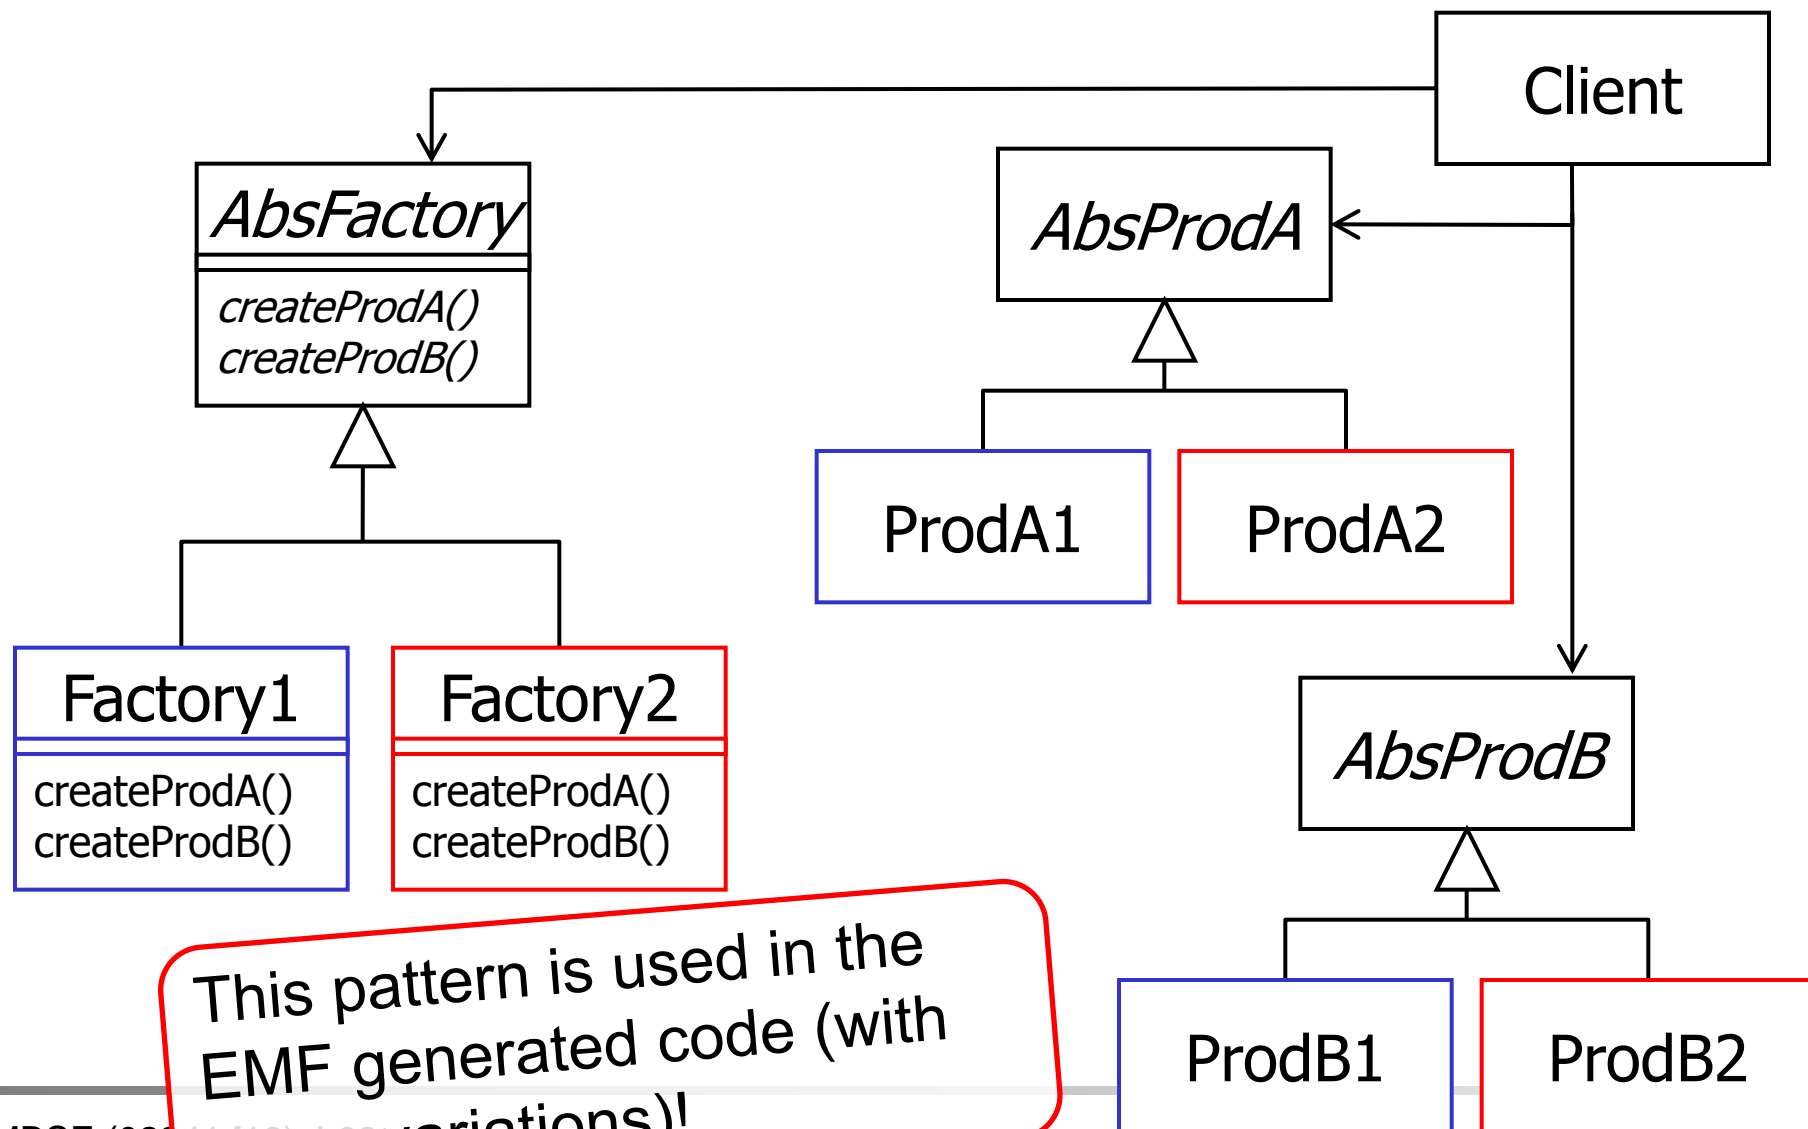 Client
AbsFactory
createProdA()
createProdB()
AbsProdA
ProdA1
ProdA2
Factory1
createProdA()
createProdB()
Factory2
createProdA()
createProdB()
AbsProdB
ProdB1
ProdB2
This pattern is used in the
EMF generated code (with
variations)!